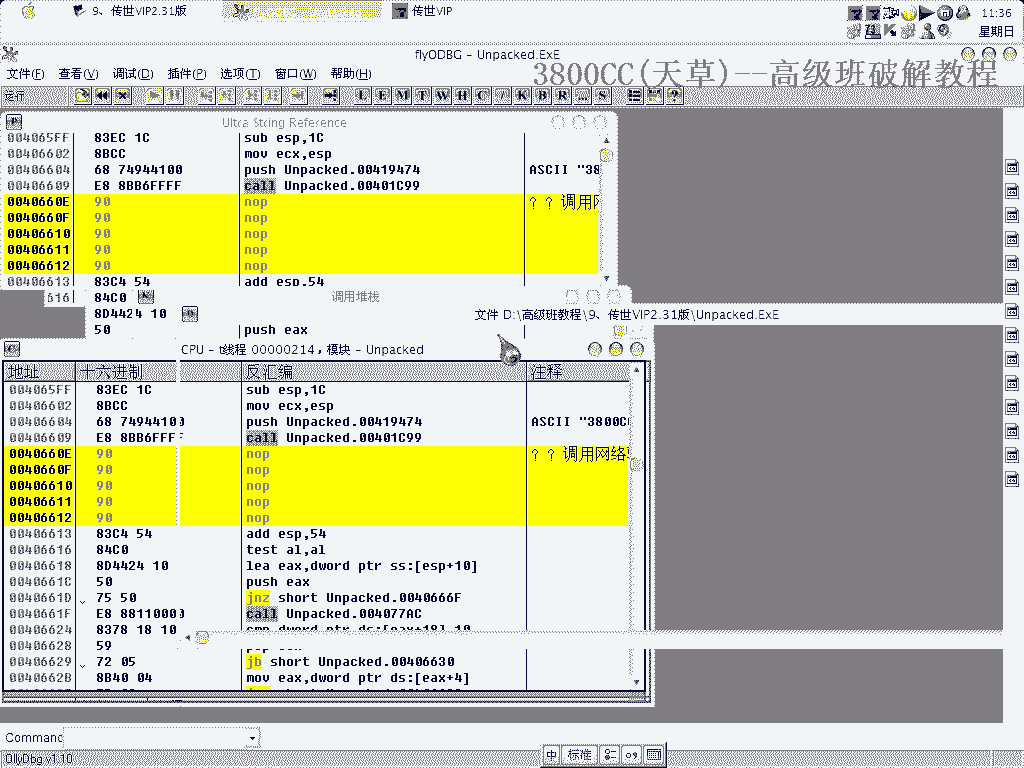 9、传世VIP2.31版
传世VIP
11:36
星期日
flyODBG - Unpacked.ExE
文件(F) 查看(V) 调试(D) 插件(P) 选项(T) 窗口(W) 帮助(H)
3800CC(天草)--高级班破解教程
运行 L E M T W H C / K B R ... S
Ultra String Reference
004065FF 83EC 1C sub esp,1C
00406602 8BCC mov ecx,esp
00406604 68 74944100 push Unpacked.00419474 ASCII "38
00406609 E8 8BB6FFFF call Unpacked.00401C99
0040660E 90 nop ? ? 调用
0040660F 90 nop
00406610 90 nop
00406611 90 nop
00406612 90 nop
00406613 83C4 54 add esp.54
616 84C0 调用堆栈
8D4424 10 文件 D:\高级班教程\9、传世VIP2.31版\Unpacked.ExE
50 push eax
CPU - t线程 00000214，模块 - Unpacked
地址 十六进制 反汇编 注释
004065FF 83EC 1C sub esp,1C
00406602 8BCC mov ecx,esp
00406604 68 74944100 push Unpacked.00419474 ASCII "3800C
00406609 E8 8BB6FFFF call Unpacked.00401C99
0040660E 90 nop ? ? 调用网络
0040660F 90 nop
00406610 90 nop
00406611 90 nop
00406612 90 nop
00406613 83C4 54 add esp,54
00406616 84C0 test al,al
00406618 8D4424 10 lea eax,dword ptr ss:[esp+10]
0040661C 50 push eax
0040661D 75 50 jnz short Unpacked.0040666F
0040661F E8 88110000 call Unpacked.004077AC
00406624 8378 18 10 cmp dword ptr ds:[eax+18],10
00406628 59
00406629 72 05 jb short Unpacked.00406630
0040662B 8B40 04 mov eax,dword ptr ds:[eax+4]
Command
OllyDbg v1.10
中 标准